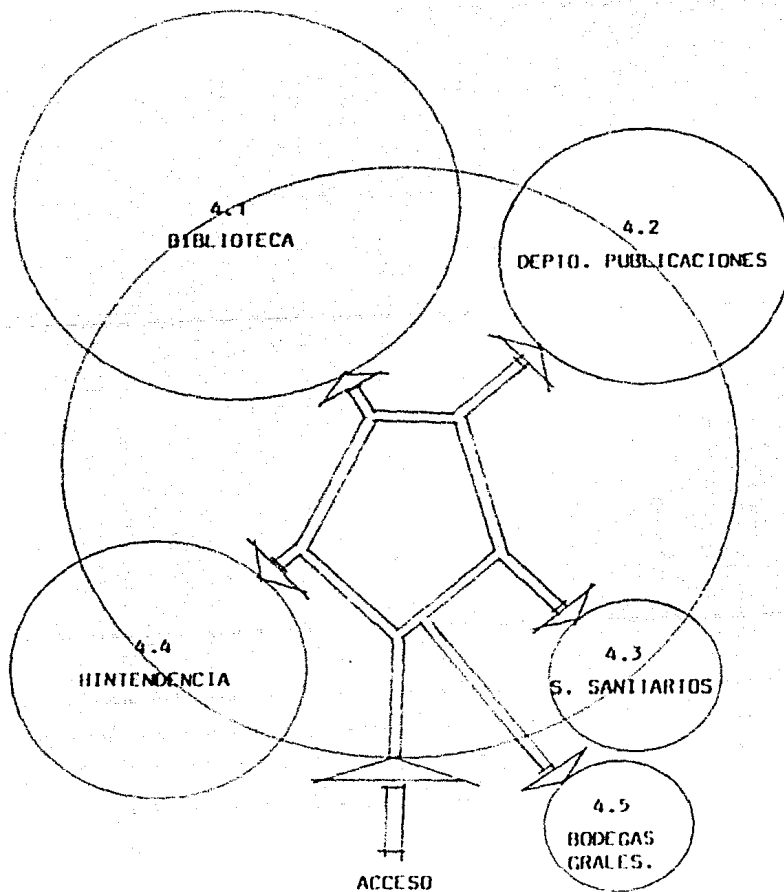 4.1
BIBLIOTECA
4.2
DEPTO. PUBLICACIONES
4.4
HINTENDENCIA
4.3
S. SANITARIOS
4.5
BODEGAS
GRALES.
ACCESO